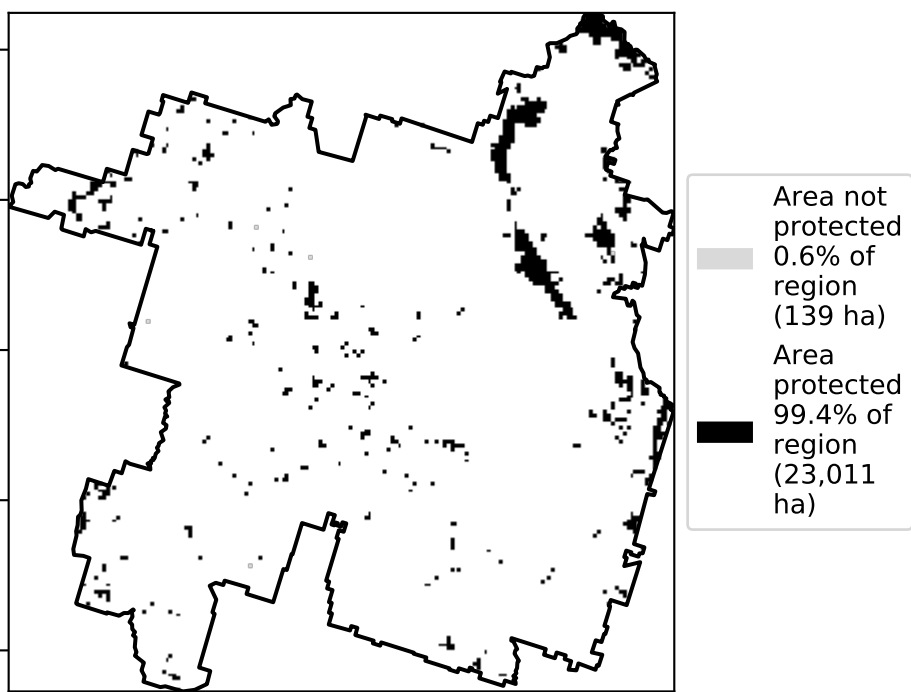 Area not
protected
0.6% of
region
(139 ha)
Area
protected
99.4% of
region
(23,011
ha)